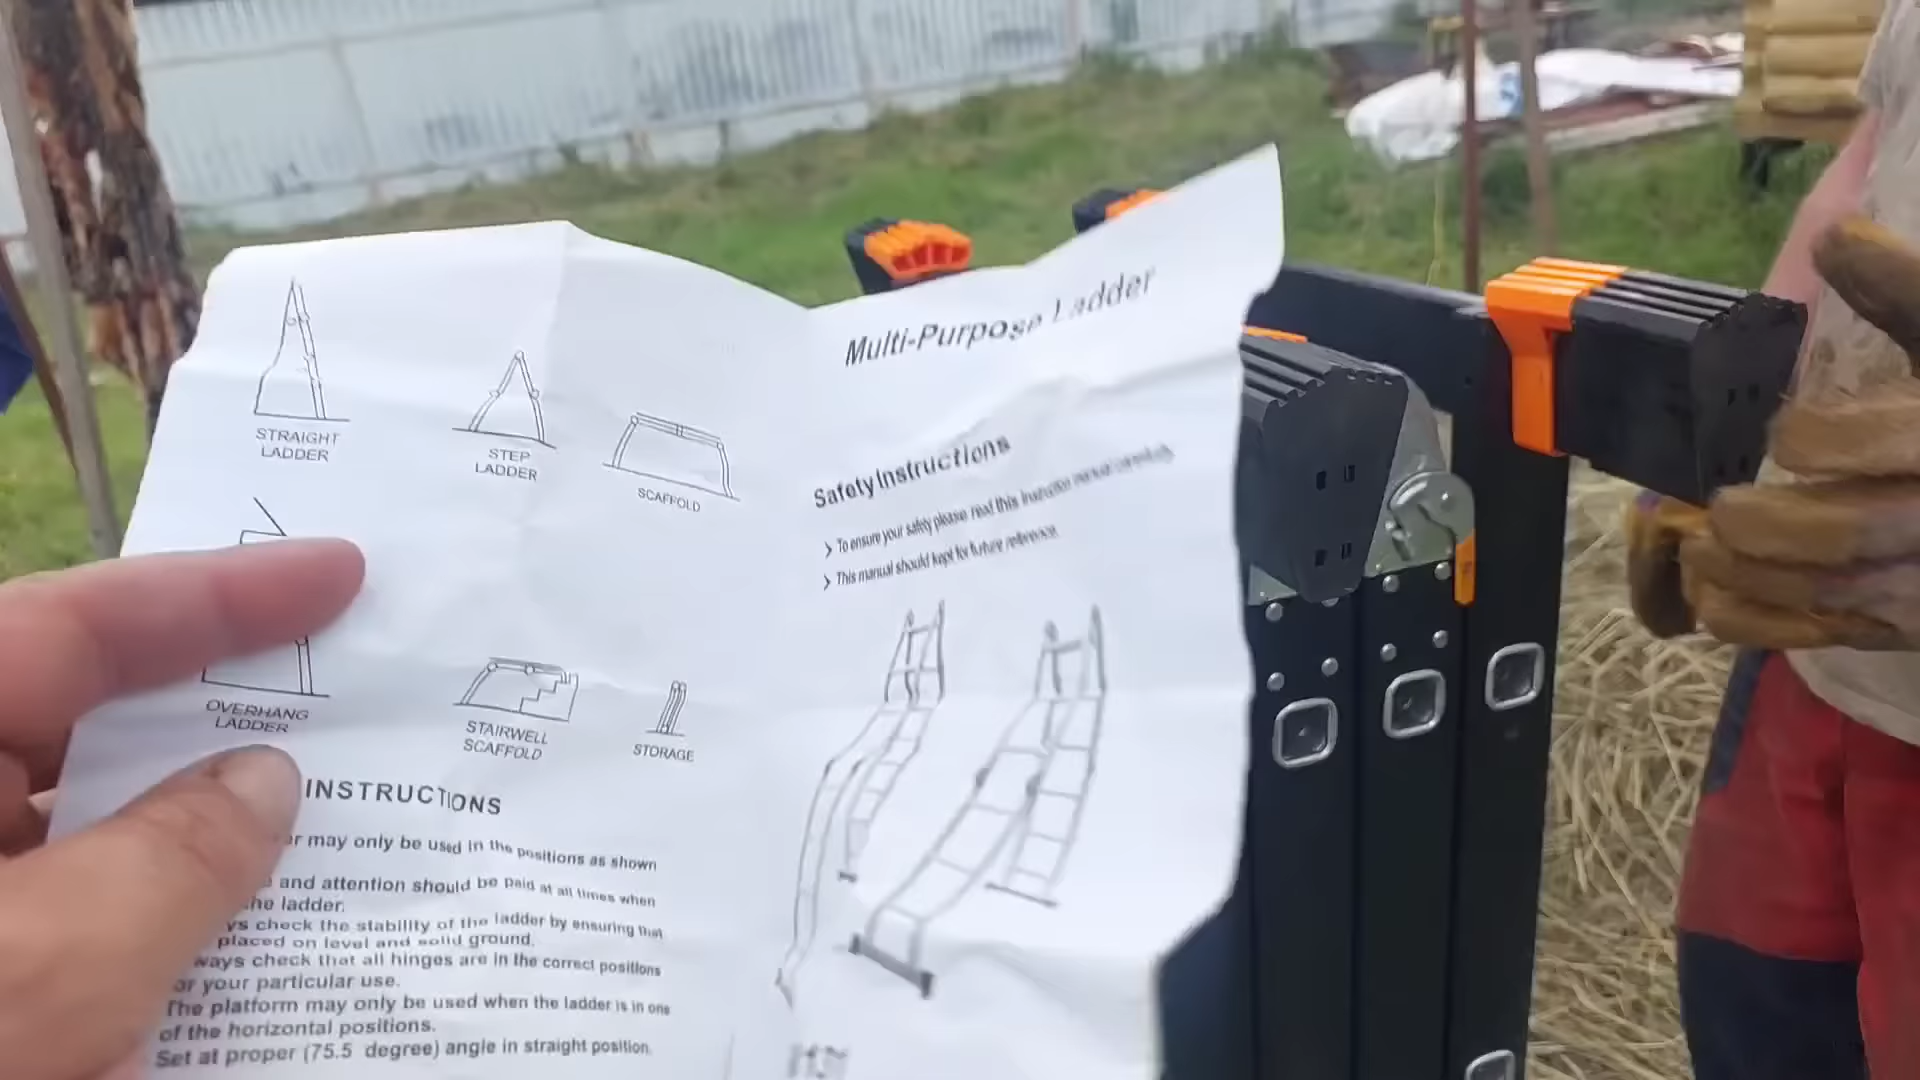 STRAIGHT
LADDER
STEP
LADDER
SCAFFOLD
OVERHANG
LADDER
STAIRWELL
SCAFFOLD
STORAGE
INSTRUCTIONS
er may only be used in the positions as shown
and attention should be paid at all times when
he ladder.
ys check the stability of the ladder by ensuring that
placed on level and solid ground.
ways check that all hinges are in the correct positions
or your particular use.
The platform may only be used when the ladder is in one
of the horizontal positions.
Set at proper (75.5 degree) angle in straight position.
Multi-Purpose Ladder
Safety Instructions
> To ensure your safety please read this manual carefully.
> This manual should kept for future reference.